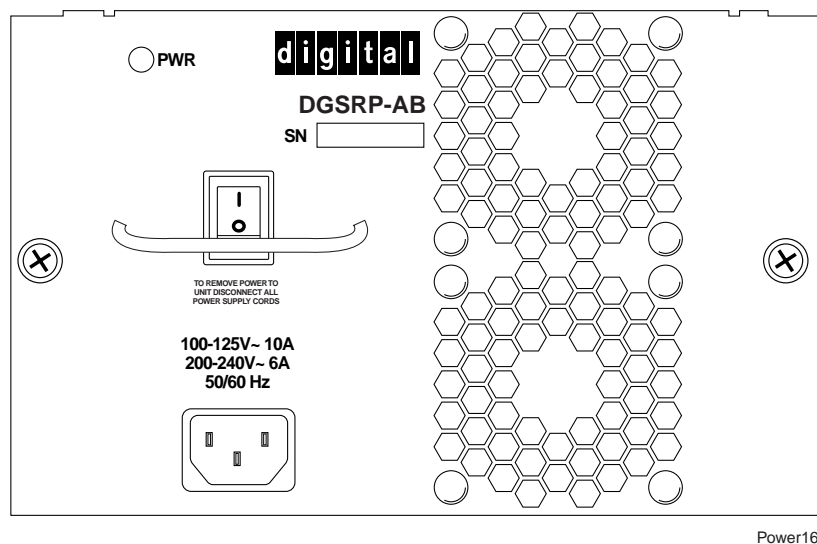 PWR
digital
DGSRP-AB
SN
I
O
TO REMOVE POWER TO
UNIT DISCONNECT ALL
POWER SUPPLY CORDS
100-125V~ 10A
200-240V~ 6A
50/60 Hz
Power16